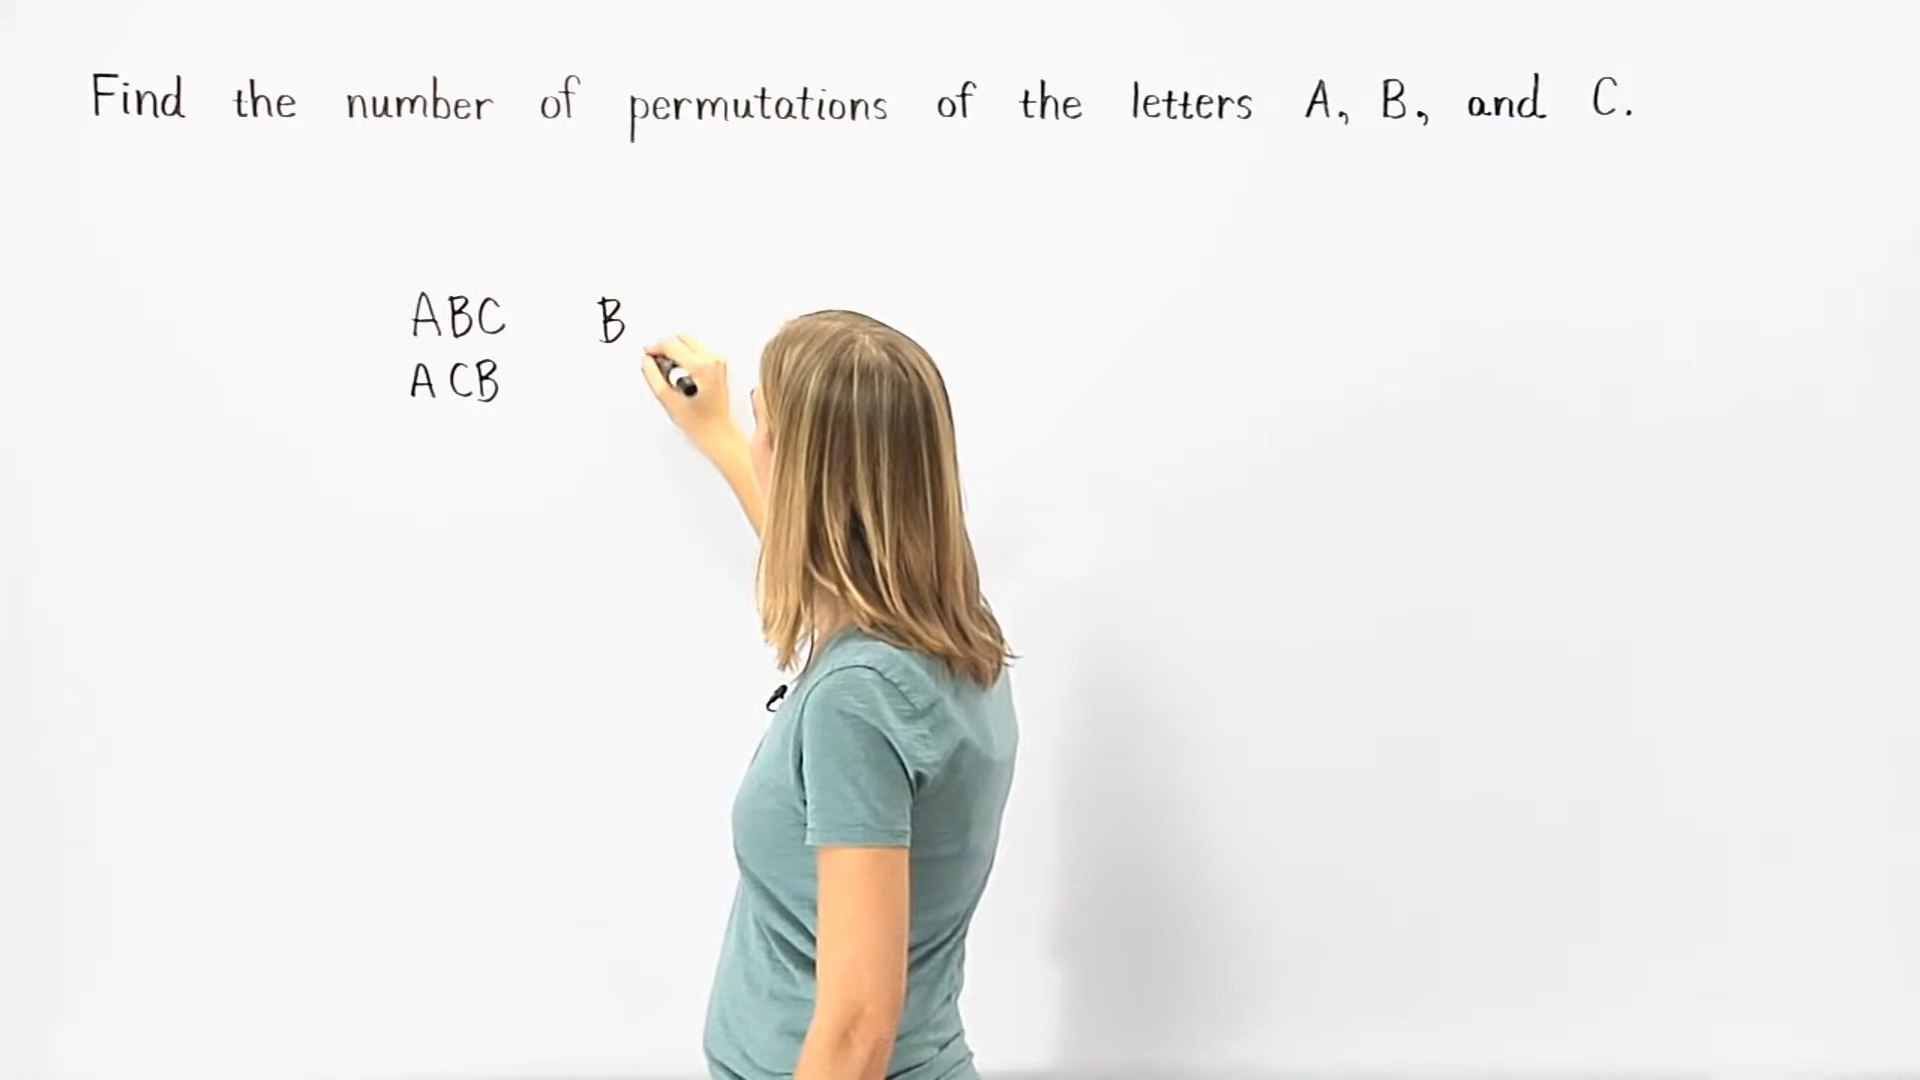 Find the number of permutations of the letters A, B, and C.
ABC B
ACB